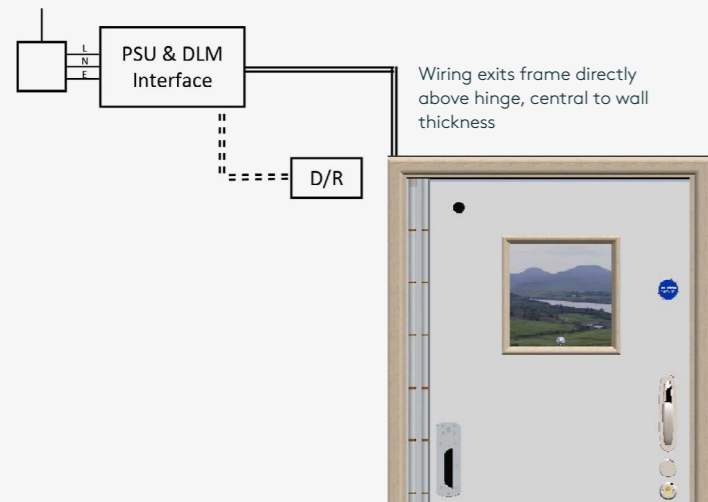 L
N
E
PSU & DLM
Interface
Wiring exits frame directly
above hinge, central to wall
thickness
D/R